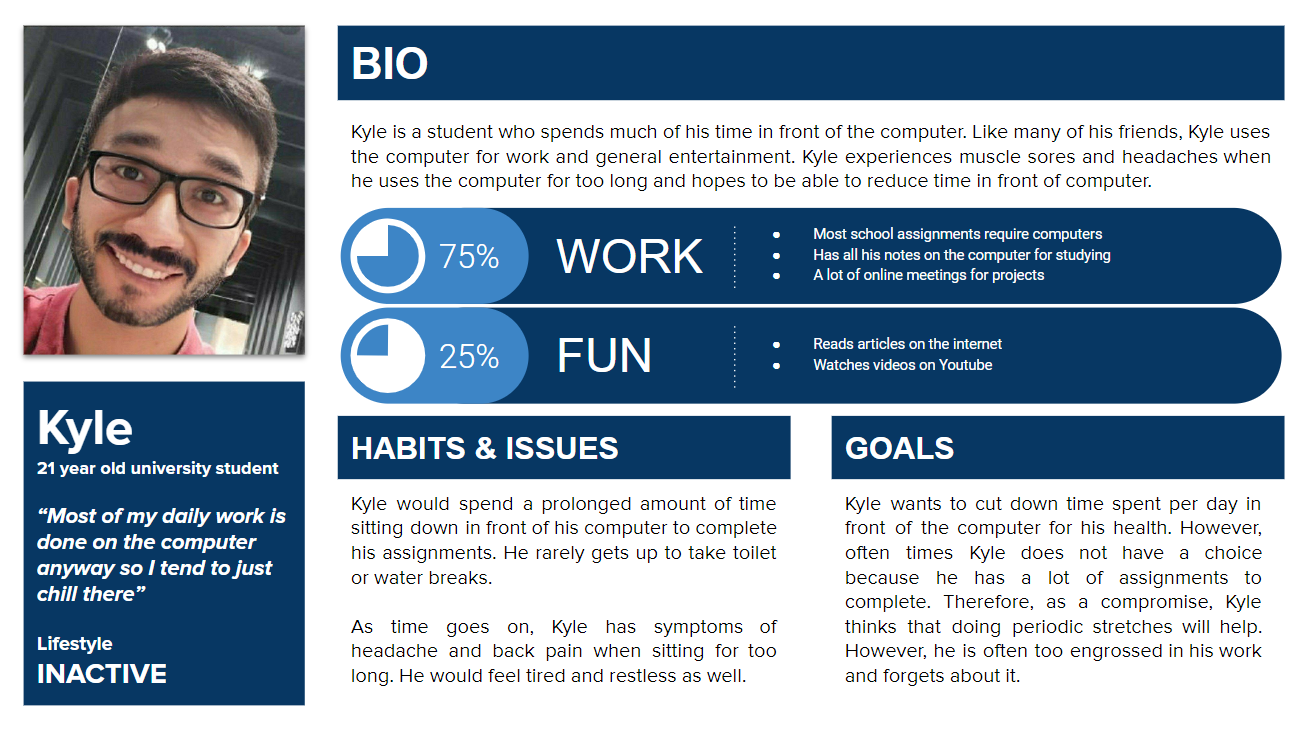 BIO
Kyle is a student who spends much of his time in front of the computer. Like many of his friends, Kyle uses
the computer for work and general entertainment. Kyle experiences muscle sores and headaches when
he uses the computer for too long and hopes to be able to reduce time in front of computer.
75%
WORK
Most school assignments require computers
Has all his notes on the computer for studying
A lot of online meetings for projects
25%
FUN
Reads articles on the internet
Watches videos on Youtube
Kyle
21 year old university student
“Most of my daily work is
done on the computer
anyway so I tend to just
chill there”
Lifestyle
INACTIVE
HABITS & ISSUES
Kyle would spend a prolonged amount of time
sitting down in front of his computer to complete
his assignments. He rarely gets up to take toilet
or water breaks.
As time goes on, Kyle has symptoms of
headache and back pain when sitting for too
long. He would feel tired and restless as well.
GOALS
Kyle wants to cut down time spent per day in
front of the computer for his health. However,
often times Kyle does not have a choice
because he has a lot of assignments to
complete. Therefore, as a compromise, Kyle
thinks that doing periodic stretches will help.
However, he is often too engrossed in his work
and forgets about it.